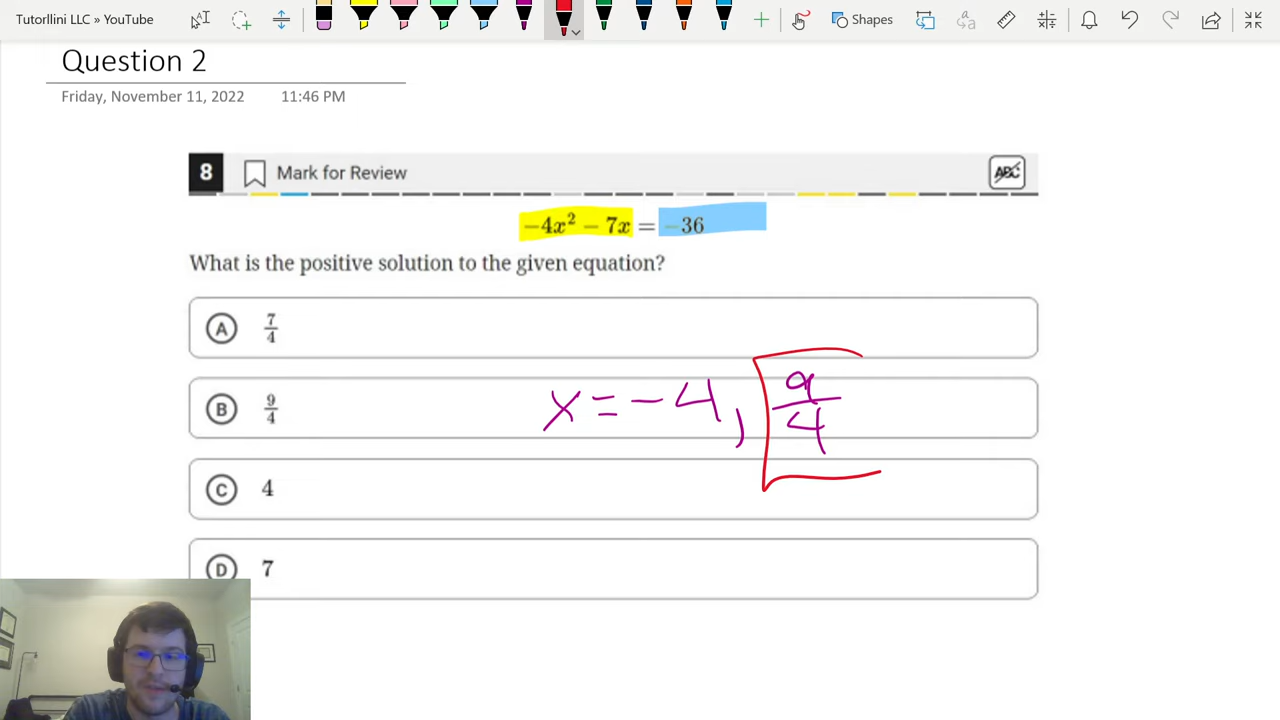 Tutorllini LLC » YouTube
Shapes
Question 2
Friday, November 11, 2022 11:46 PM
8 Mark for Review ABC
−4x² − 7x = −36
What is the positive solution to the given equation?
A 7/4
B 9/4
x = −4, 9/4
C 4
D 7